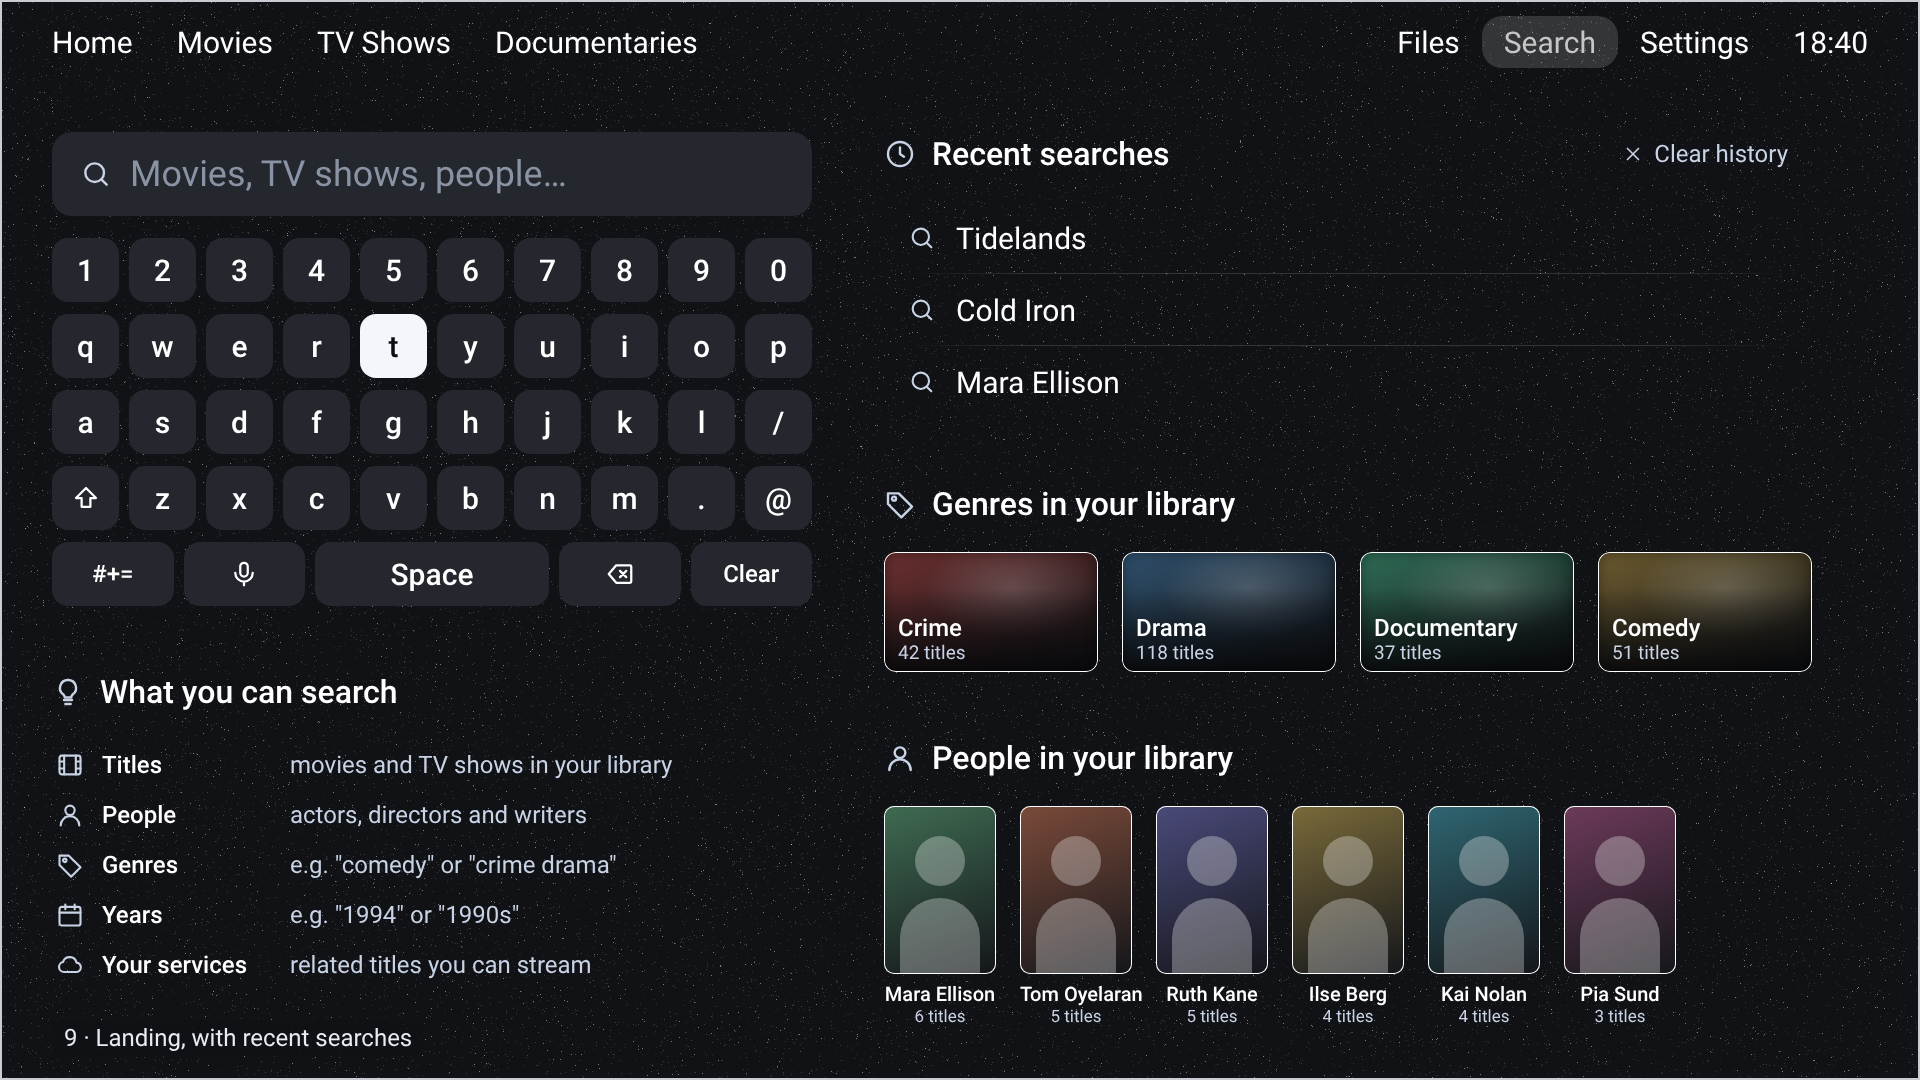 Home Movies TV Shows Documentaries Files Search Settings 18:40
Movies, TV shows, people...
1 2 3 4 5 6 7 8 9 0
q w e r t y u i o p
a s d f g h j k l /
z x c v b n m . @
#+= Space Clear
What you can search
Titles movies and TV shows in your library
People actors, directors and writers
Genres e.g. "comedy" or "crime drama"
Years e.g. "1994" or "1990s"
Your services related titles you can stream
9 · Landing, with recent searches
Recent searches Clear history
Tidelands
Cold Iron
Mara Ellison
Genres in your library
Crime Drama Documentary Comedy
42 titles 118 titles 37 titles 51 titles
People in your library
Mara Ellison Tom Oyelaran Ruth Kane Ilse Berg Kai Nolan Pia Sund
6 titles 5 titles 5 titles 4 titles 4 titles 3 titles